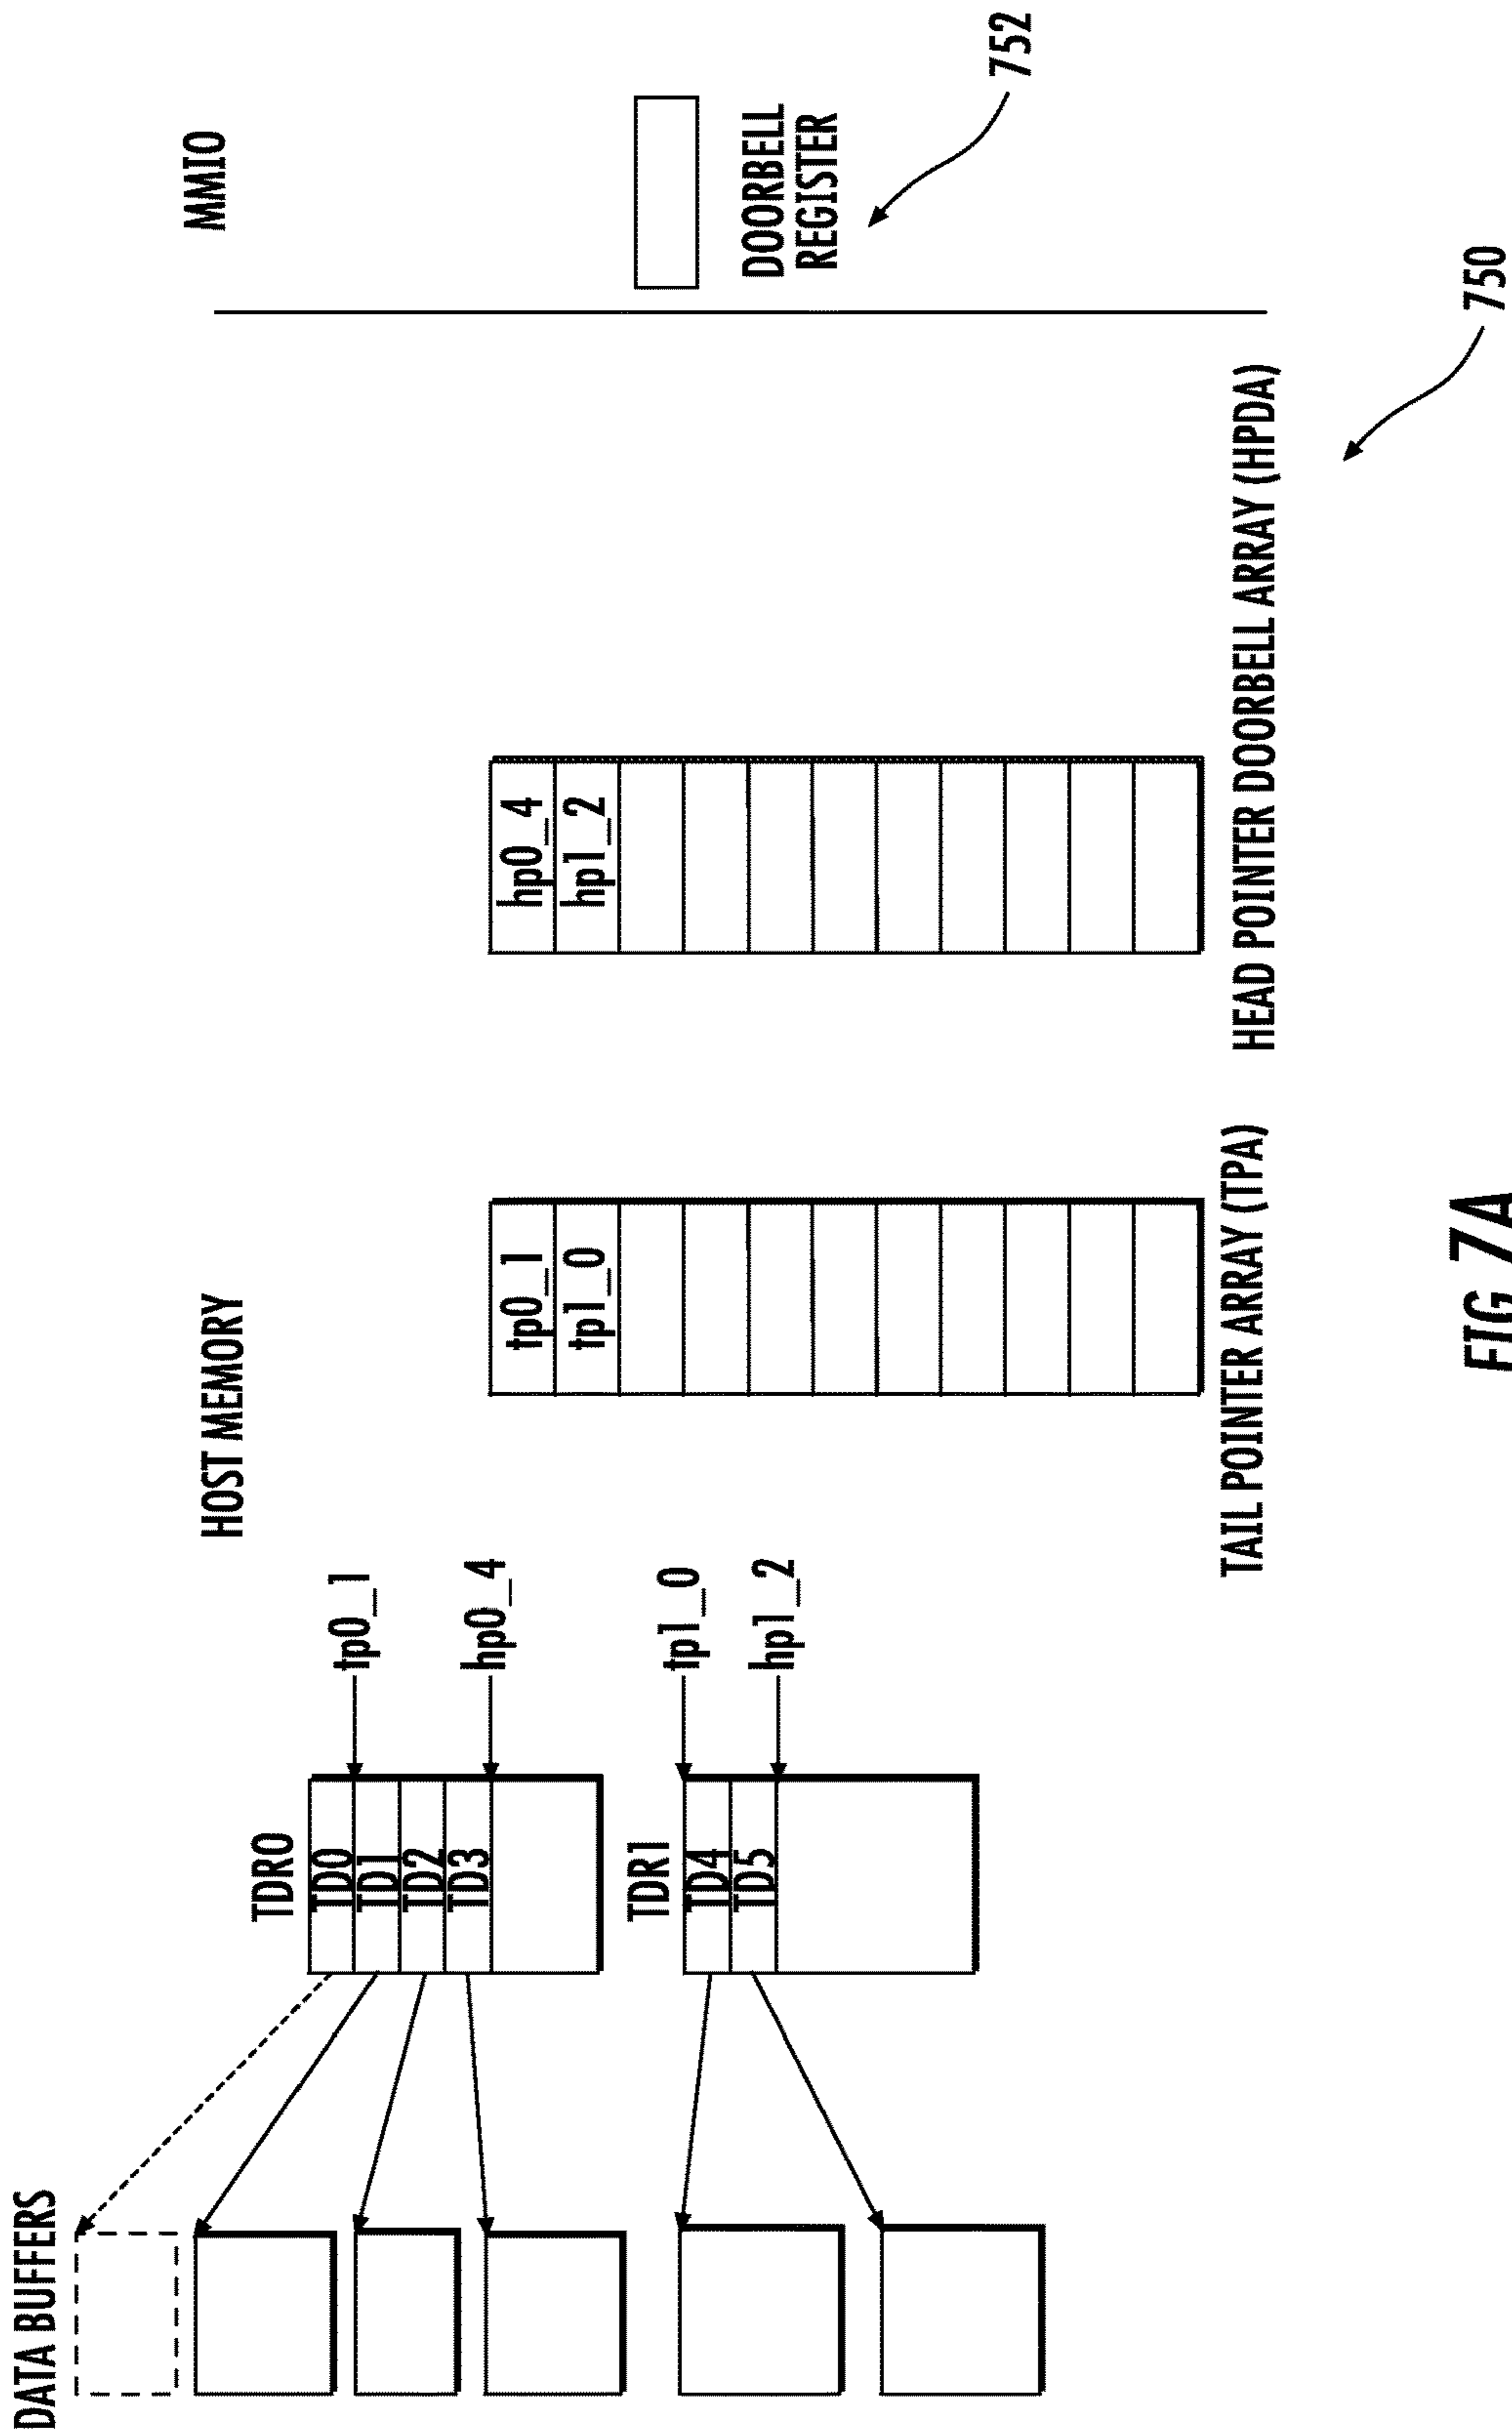 DATA BUFFERS
HOST MEMORY
MMIO
TDR0
TD0
TD1
TD2
TD3
tp0_1
hp0_4
TDR1
TD4
TD5
tp1_0
hp1_2
tp0_1
tp1_0
hp0_4
hp1_2
DOORBELL
REGISTER
752
TAIL POINTER ARRAY (TPA)
HEAD POINTER DOORBELL ARRAY (HPDA)
750
FIG 7A